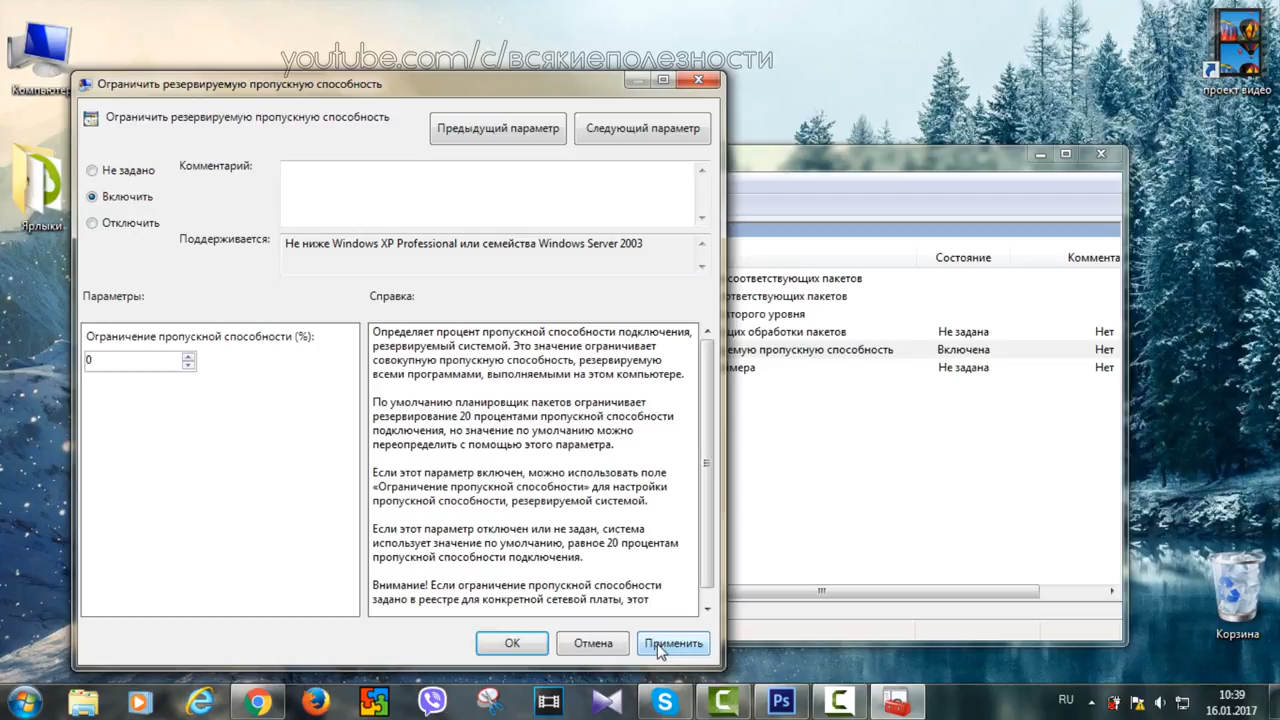 youtube.com/c/всякиеполезности
Компьютер
проект видео
Ограничить резервируемую пропускную способность
Ограничить резервируемую пропускную способность
Предыдущий параметр
Следующий параметр
Не задано
Комментарий:
Включить
Отключить
Поддерживается:
Не ниже Windows XP Professional или семейства Windows Server 2003
Ярлыки
Параметры:
Справка:
Ограничение пропускной способности (%):
0
Определяет процент пропускной способности подключения,
резервируемый системой. Это значение ограничивает
совокупную пропускную способность, резервируемую
всеми программами, выполняемыми на этом компьютере.
По умолчанию планировщик пакетов ограничивает
резервирование 20 процентами пропускной способности
подключения, но значение по умолчанию можно
переопределить с помощью этого параметра.
Если этот параметр включен, можно использовать поле
«Ограничение пропускной способности» для настройки
пропускной способности, резервируемой системой.
Если этот параметр отключен или не задан, система
использует значение по умолчанию, равное 20 процентам
пропускной способности подключения.
Внимание! Если ограничение пропускной способности
задано в реестре для конкретной сетевой платы, этот
OK
Отмена
Применить
Состояние
Коммента
соответствующих пакетов
ответствующих пакетов
второго уровня
щих обработки пакетов
Не задана
Нет
емую пропускную способность
Включена
Нет
мера
Не задана
Нет
Корзина
Ps
RU
10:39
16.01.2017